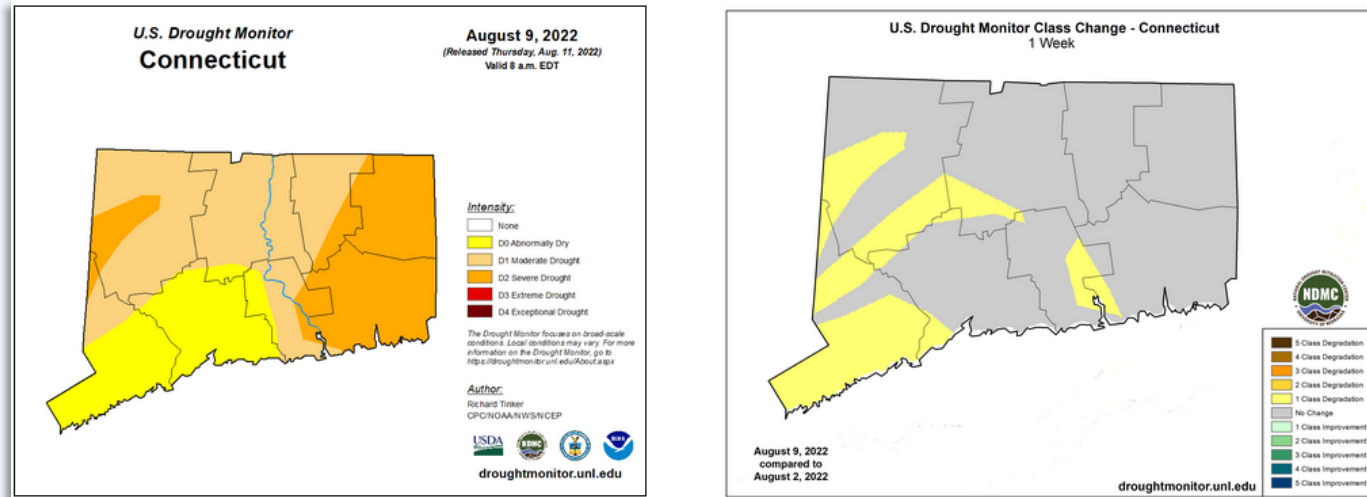 U.S. Drought Monitor
Connecticut
August 9, 2022
(Released Thursday, Aug. 11, 2022)
Valid 8 a.m. EDT
Intensity:
None
D0 Abnormally Dry
D1 Moderate Drought
D2 Severe Drought
D3 Extreme Drought
D4 Exceptional Drought
The Drought Monitor focuses on broad-scale
conditions. Local conditions may vary. For more
information on the Drought Monitor, go to
https://droughtmonitor.unl.edu/About.aspx
Author:
Richard Tinker
CPC/NOAA/NWS/NCEP
USDA
NDMC
droughtmonitor.unl.edu
U.S. Drought Monitor Class Change - Connecticut
1 Week
NDMC
5 Class Degradation
4 Class Degradation
3 Class Degradation
2 Class Degradation
1 Class Degradation
No Change
1 Class Improvement
2 Class Improvement
3 Class Improvement
4 Class Improvement
5 Class Improvement
August 9, 2022
compared to
August 2, 2022
droughtmonitor.unl.edu